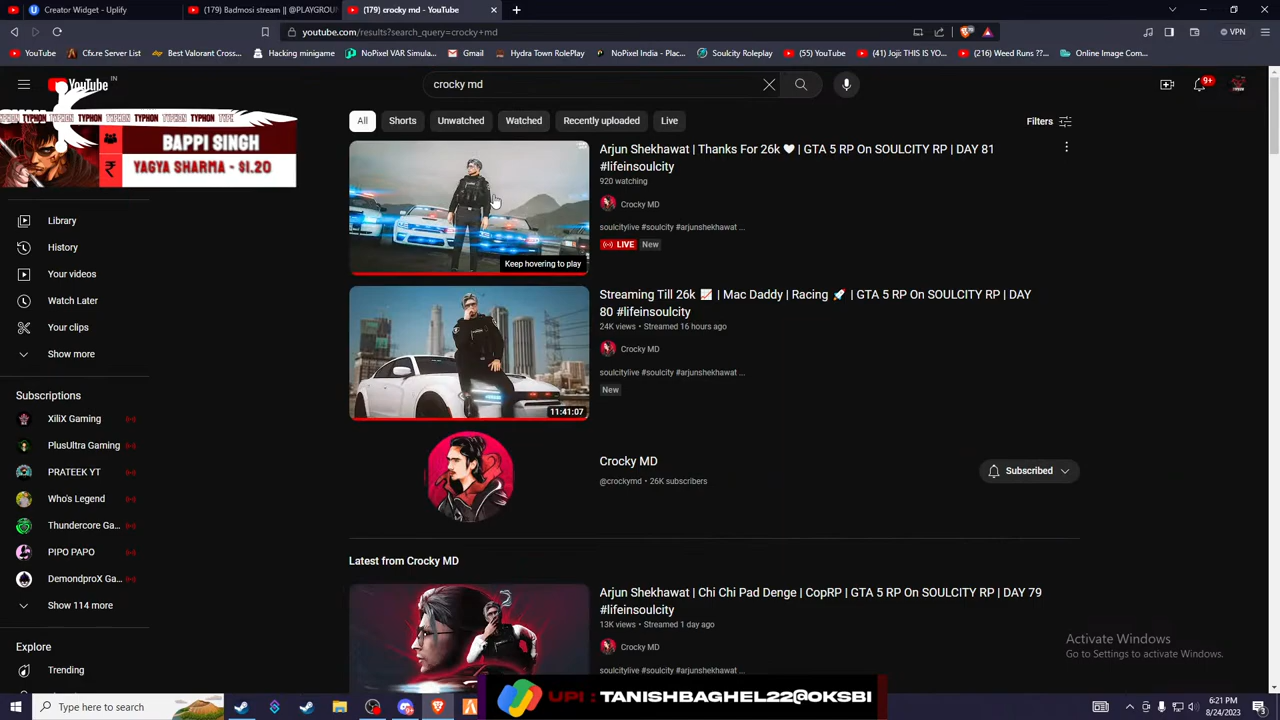 Creator Widget - Uplify
(179) Badmosi stream || @PLAYGROUN
(179) crocky md - YouTube
youtube.com/results?search_query=crocky+md
VPN
YouTube
Cfx.re Server List
Best Valorant Cross...
Hacking minigame
NoPixel VAR Simulat...
Hydra Town RolePlay
NoPixel India - Plac...
Soulcity Roleplay
(55) YouTube
(41) Joji: THIS IS YO...
(216) Weed Runs ??...
Online Image Com...
YouTube
IN
crocky md
9+
TYPHON TYPHON TYPHON TYPHON TYPHON
BAPPI SINGH
YAGYA SHARMA - $1.20
All
Shorts
Unwatched
Watched
Recently uploaded
Live
Filters
Library
History
Your videos
Watch Later
Your clips
Show more
Subscriptions
XiliX Gaming
PlusUltra Gaming
PRATEEK YT
Who's Legend
Thundercore Ga...
PIPO PAPO
DemondproX Ga...
Show 114 more
Explore
Trending
Keep hovering to play
Arjun Shekhawat | Thanks For 26k 🤍 | GTA 5 RP On SOULCITY RP | DAY 81
#lifeinsoulcity
920 watching
Crocky MD
soulcitylive #soulcity #arjunshekhawat ...
LIVE New
11:41:07
Streaming Till 26k 📈 | Mac Daddy | Racing 🚀 | GTA 5 RP On SOULCITY RP | DAY
80 #lifeinsoulcity
24K views • Streamed 16 hours ago
Crocky MD
soulcitylive #soulcity #arjunshekhawat ...
New
Crocky MD
@crockymd • 26K subscribers
Subscribed
Latest from Crocky MD
Arjun Shekhawat | Chi Chi Pad Denge | CopRP | GTA 5 RP On SOULCITY RP | DAY 79
#lifeinsoulcity
13K views • Streamed 1 day ago
Crocky MD
soulcitylive #soulcity #arjunshekhawat ...
Activate Windows
Go to Settings to activate Windows.
UPI : TANISHBAGHEL22@OKSBI
Type here to search
6:21 PM
8/24/2023